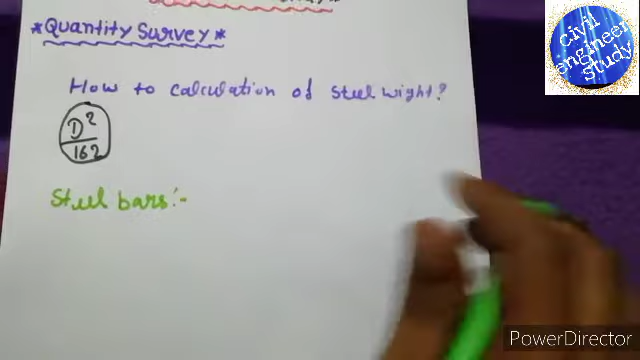 *Quantity Survey*
How to calculation of steel wight?
D²/162
Steel bars:-
civil engineer study
PowerDirector